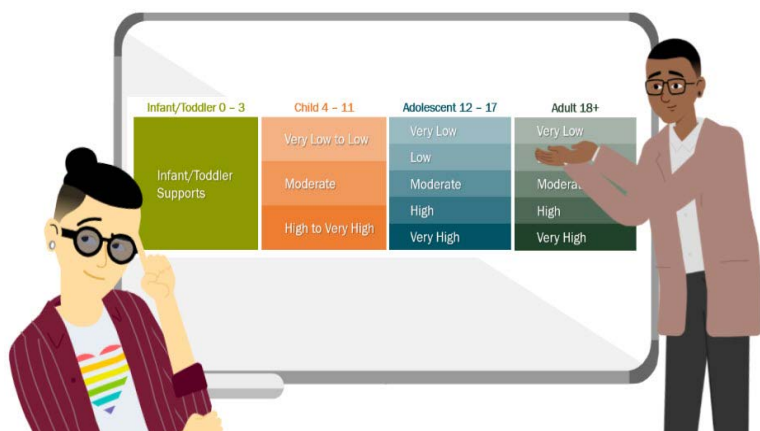 Infant/Toddler 0 – 3
Infant/Toddler
Supports
Child 4 – 11
Very Low to Low
Moderate
High to Very High
Adolescent 12 – 17
Very Low
Low
Moderate
High
Very High
Adult 18+
Very Low
High
Very High